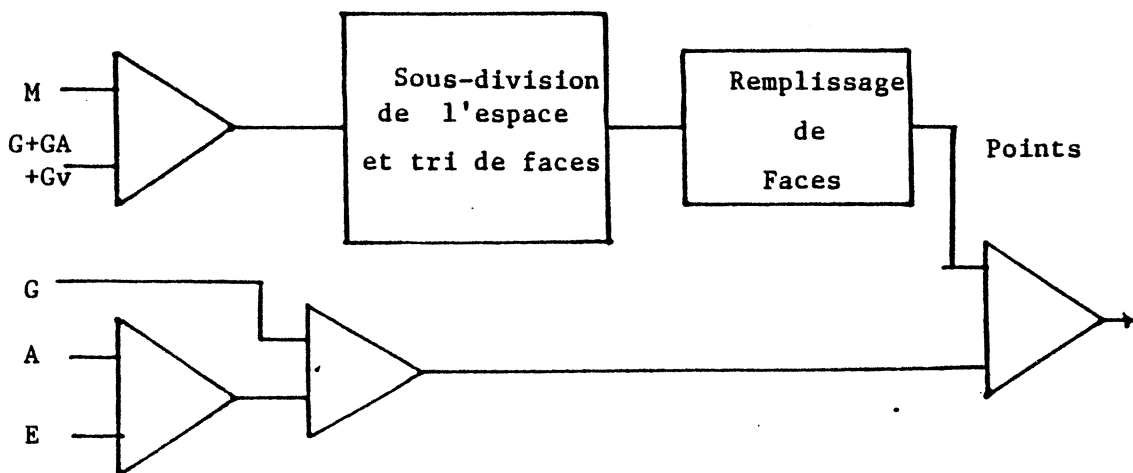 M
G+GA
+Gv
Sous-division
de l'espace
et tri de faces
Remplissage
de
Faces
Points
G
A
E